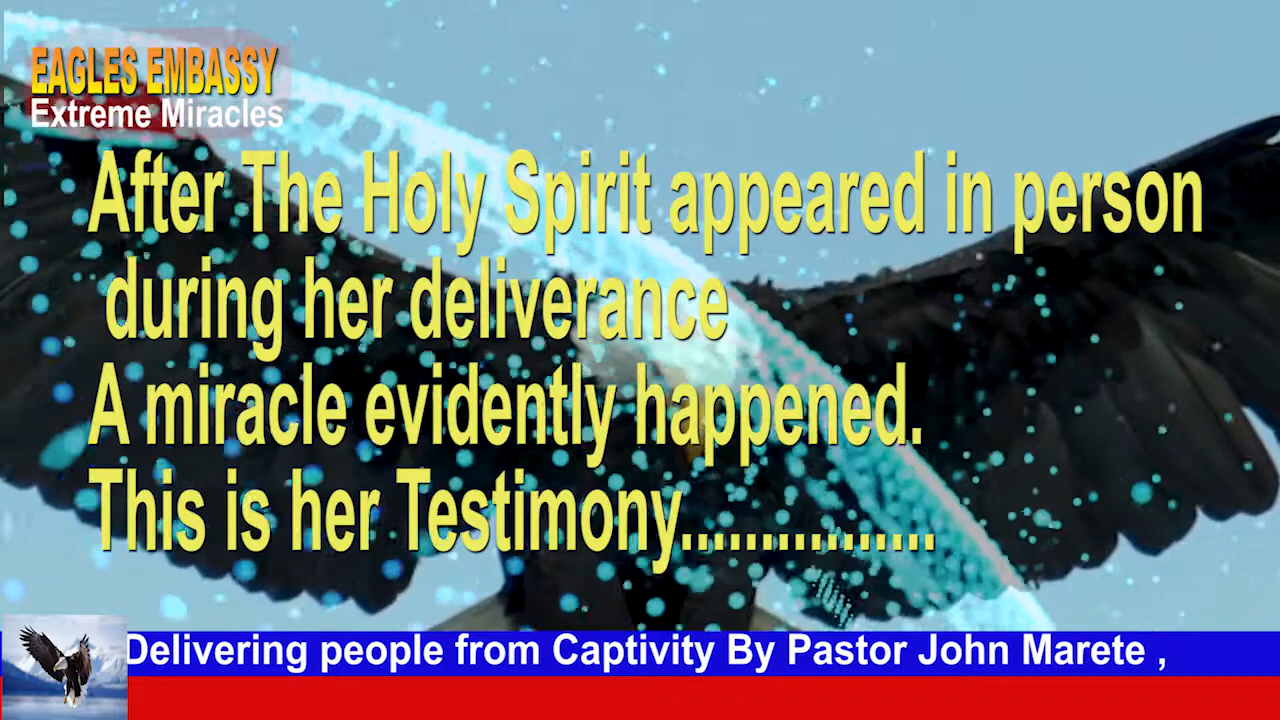 EAGLES EMBASSY
Extreme Miracles
After The Holy Spirit appeared in person
during her deliverance
A miracle evidently happened.
This is her Testimony................
Delivering people from Captivity By Pastor John Marete ,